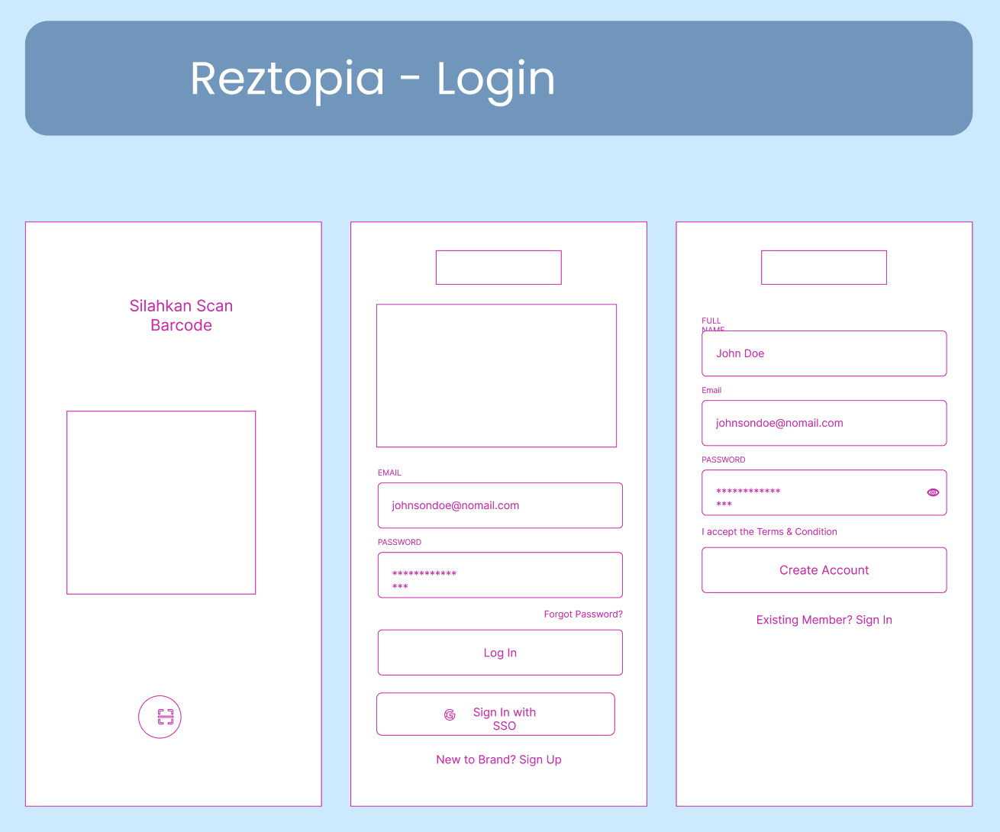 Reztopia - Login
Silahkan Scan
Barcode
EMAIL
johnsondoe@nomail.com
PASSWORD
************
***
Forgot Password?
Log In
Sign In with
SSO
New to Brand? Sign Up
FULL
NAME
John Doe
Email
johnsondoe@nomail.com
PASSWORD
************
***
I accept the Terms & Condition
Create Account
Existing Member? Sign In